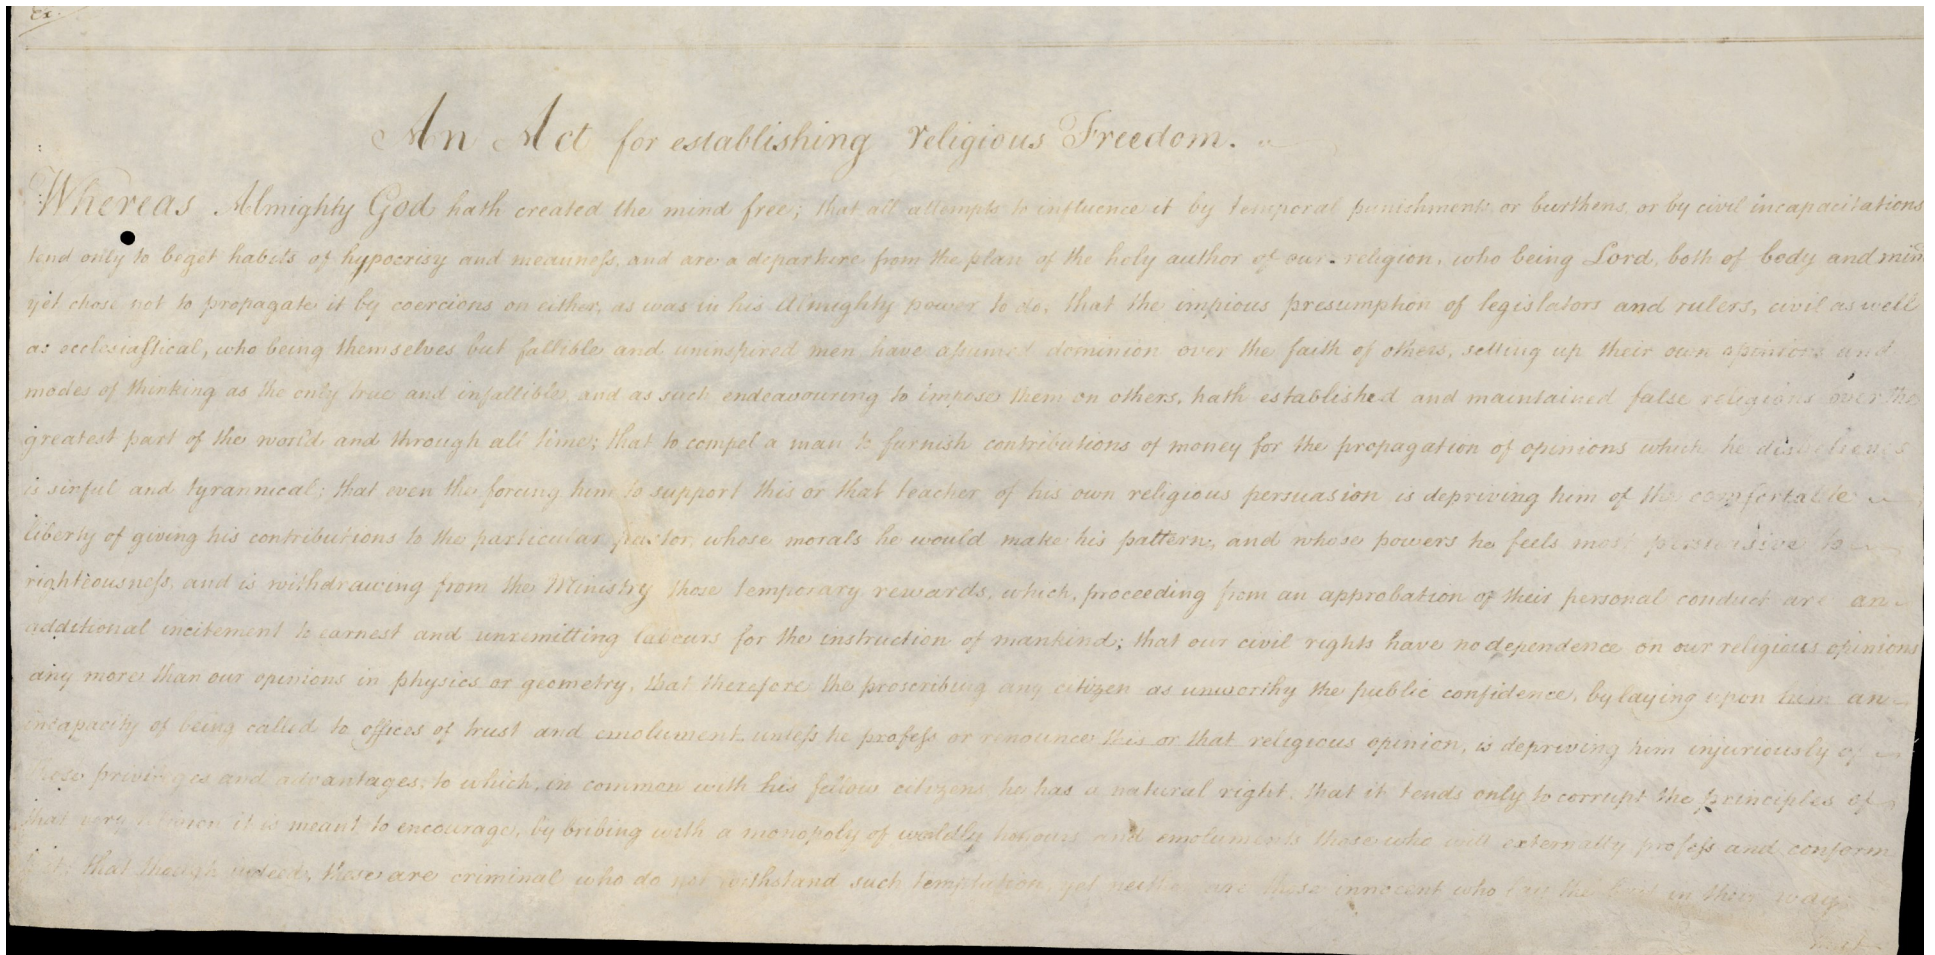 &c.
An Act for establishing religious Freedom.
Whereas Almighty God hath created the mind free; that all attempts to influence it by temporal punishments or burthens, or by civil incapacitations
tend only to beget habits of hypocrisy and meanness, and are a departure from the plan of the holy author of our religion, who being Lord, both of body and mind
yet chose not to propagate it by coercions on either, as was in his Almighty power to do, that the impious presumption of legislators and rulers, civil as well
as ecclesiastical, who being themselves but fallible and uninspired men have assumed dominion over the faith of others, setting up their own opinions and
modes of thinking as the only true and infallible, and as such endeavouring to impose them on others, hath established and maintained false religions over the
greatest part of the world and through all time; that to compel a man to furnish contributions of money for the propagation of opinions which he disbelieves
is sinful and tyrannical; that even the forcing him to support this or that teacher of his own religious persuasion is depriving him of the comfortable
liberty of giving his contributions to the particular pastor whose morals he would make his pattern, and whose powers he feels most persuasive to
righteousness, and is withdrawing from the Ministry those temporary rewards, which, proceeding from an approbation of their personal conduct are an
additional incitement to earnest and unremitting labours for the instruction of mankind; that our civil rights have no dependence on our religious opinions
any more than our opinions in physics or geometry, that therefore the proscribing any citizen as unworthy the public confidence, by laying upon him an
incapacity of being called to offices of trust and emolument, unless he profess or renounce this or that religious opinion, is depriving him injuriously of
those privileges and advantages, to which, in common with his fellow citizens, he has a natural right, that it tends only to corrupt the principles of
that very religion it is meant to encourage, by bribing with a monopoly of worldly honours and emoluments those who will externally profess and conform
to it; that though indeed, these are criminal who do not withstand such temptation, yet neither are those innocent who lay the bait in their way;